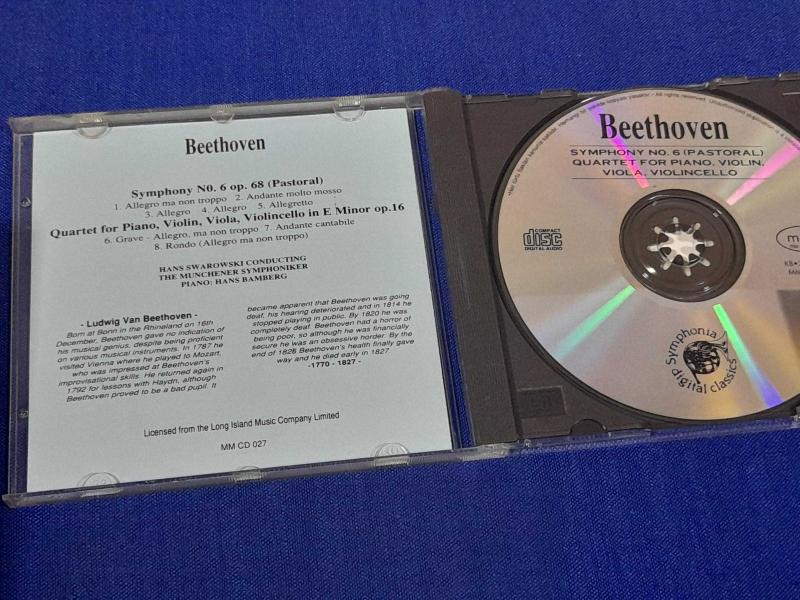 Beethoven
Symphony N0. 6 op. 68 (Pastoral)
1. Allegro ma non troppo 2. Andante molto mosso
3. Allegro 4. Allegro 5. Allegretto
Quartet for Piano, Violin, Viola, Violincello in E Minor op.16
6. Grave - Allegro, ma non troppo 7. Andante cantabile
8. Rondo (Allegro ma non troppo)
HANS SWAROWSKI CONDUCTING
THE MUNCHENER SYMPHONIKER
PIANO: HANS BAMBERG
- Ludwig Van Beethoven -
Born at Bonn in the Rhineland on 16th
December, Beethoven gave no indication of
his musical genius, despite being proficient
on various musical instruments. In 1787 he
visited Vienna where he played to Mozart,
who was impressed at Beethoven's
improvisational skills. He returned again in
1792 for lessons with Haydn, although
Beethoven proved to be a bad pupil. It
became apparent that Beethoven was going
deaf, his hearing deteriorated and in 1814 he
stopped playing in public. By 1820 he was
completely deaf. Beethoven had a horror of
being poor, so although he was financially
secure he was an obsessive hoarder. By the
end of 1826 Beethoven's health finally gave
way and he died early in 1827.
-1770 - 1827 -
Licensed from the Long Island Music Company Limited
MM CD 027
Beethoven
SYMPHONY NO. 6 (PASTORAL)
QUARTET FOR PIANO, VIOLIN,
VIOLA, VIOLINCELLO
COMPACT
disc
DIGITAL AUDIO
Symphonia
digital classics
All rights reserved.